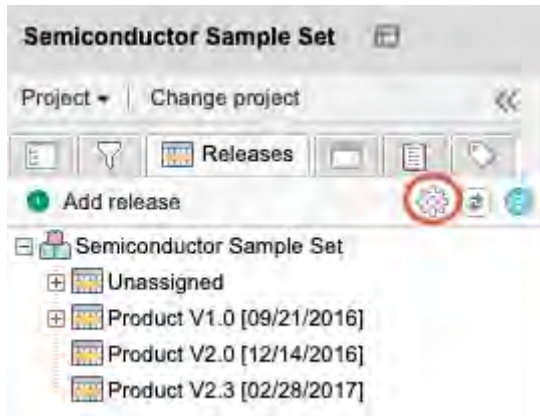 Semiconductor Sample Set
Project | Change project
Releases
Add release
Semiconductor Sample Set
Unassigned
Product V1.0 [09/21/2016]
Product V2.0 [12/14/2016]
Product V2.3 [02/28/2017]